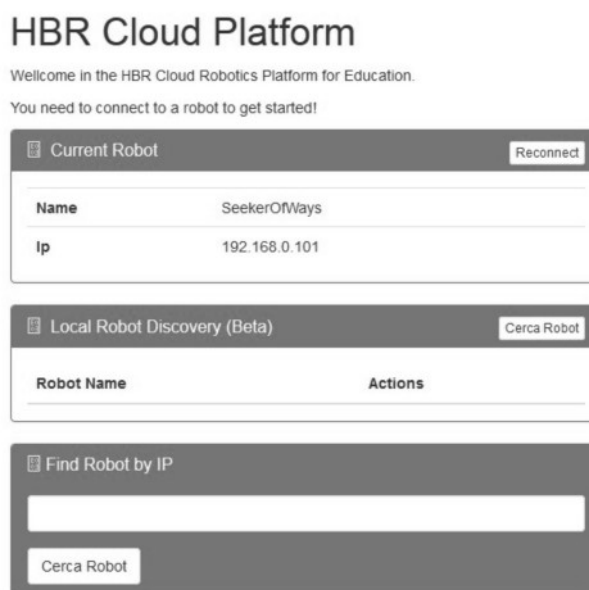 HBR Cloud Platform
Wellcome in the HBR Cloud Robotics Platform for Education.
You need to connect to a robot to get started!
Current Robot Reconnect
Name SeekerOfWays
Ip 192.168.0.101
Local Robot Discovery (Beta) Cerca Robot
Robot Name Actions
Find Robot by IP
Cerca Robot